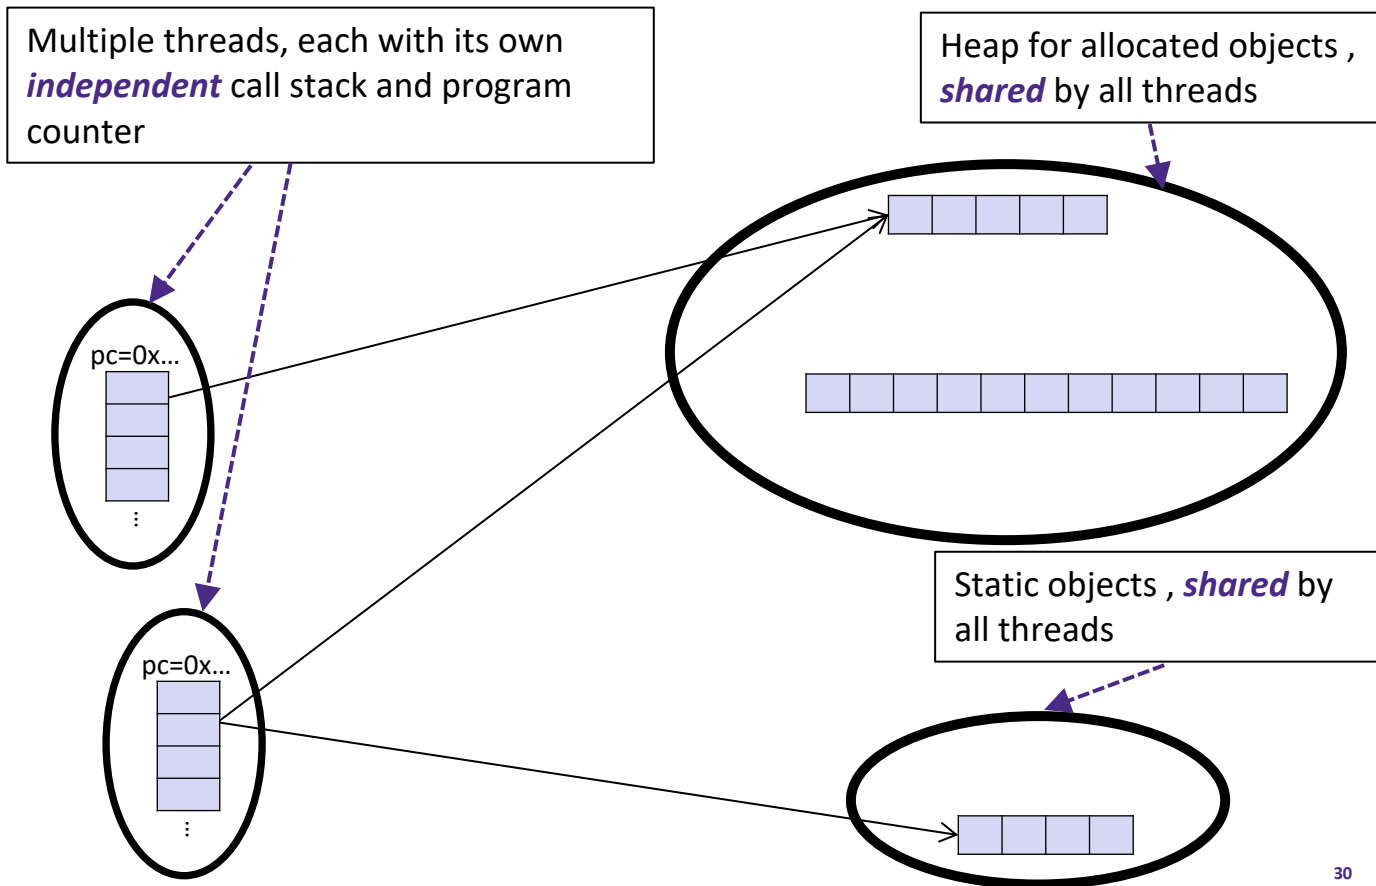 Multiple threads, each with its own
independent call stack and program
counter
Heap for allocated objects ,
shared by all threads
pc=0x...
pc=0x...
Static objects , shared by
all threads
30